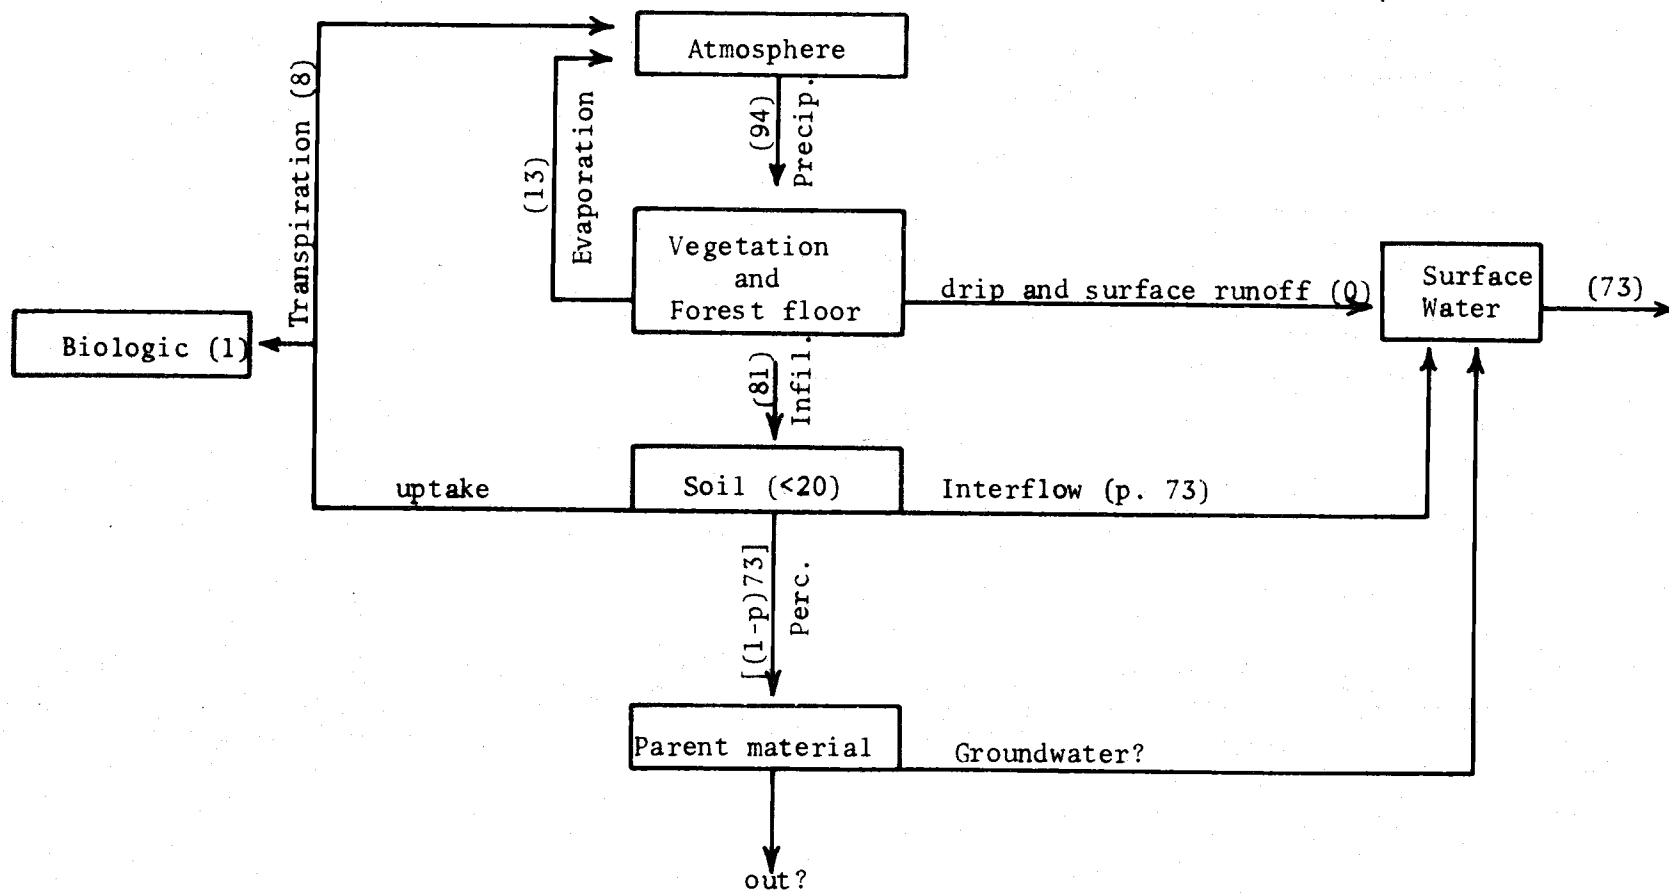 Atmosphere
Transpiration (8)
(13)
Evaporation
(94)
Precip.
Vegetation
and
Forest floor
drip and surface runoff (0)
Surface
Water
(73)
Biologic (1)
(81)
Infil.
uptake
Soil (<20)
Interflow (p. 73)
[(1-p)73]
Perc.
Parent material
Groundwater?
out?